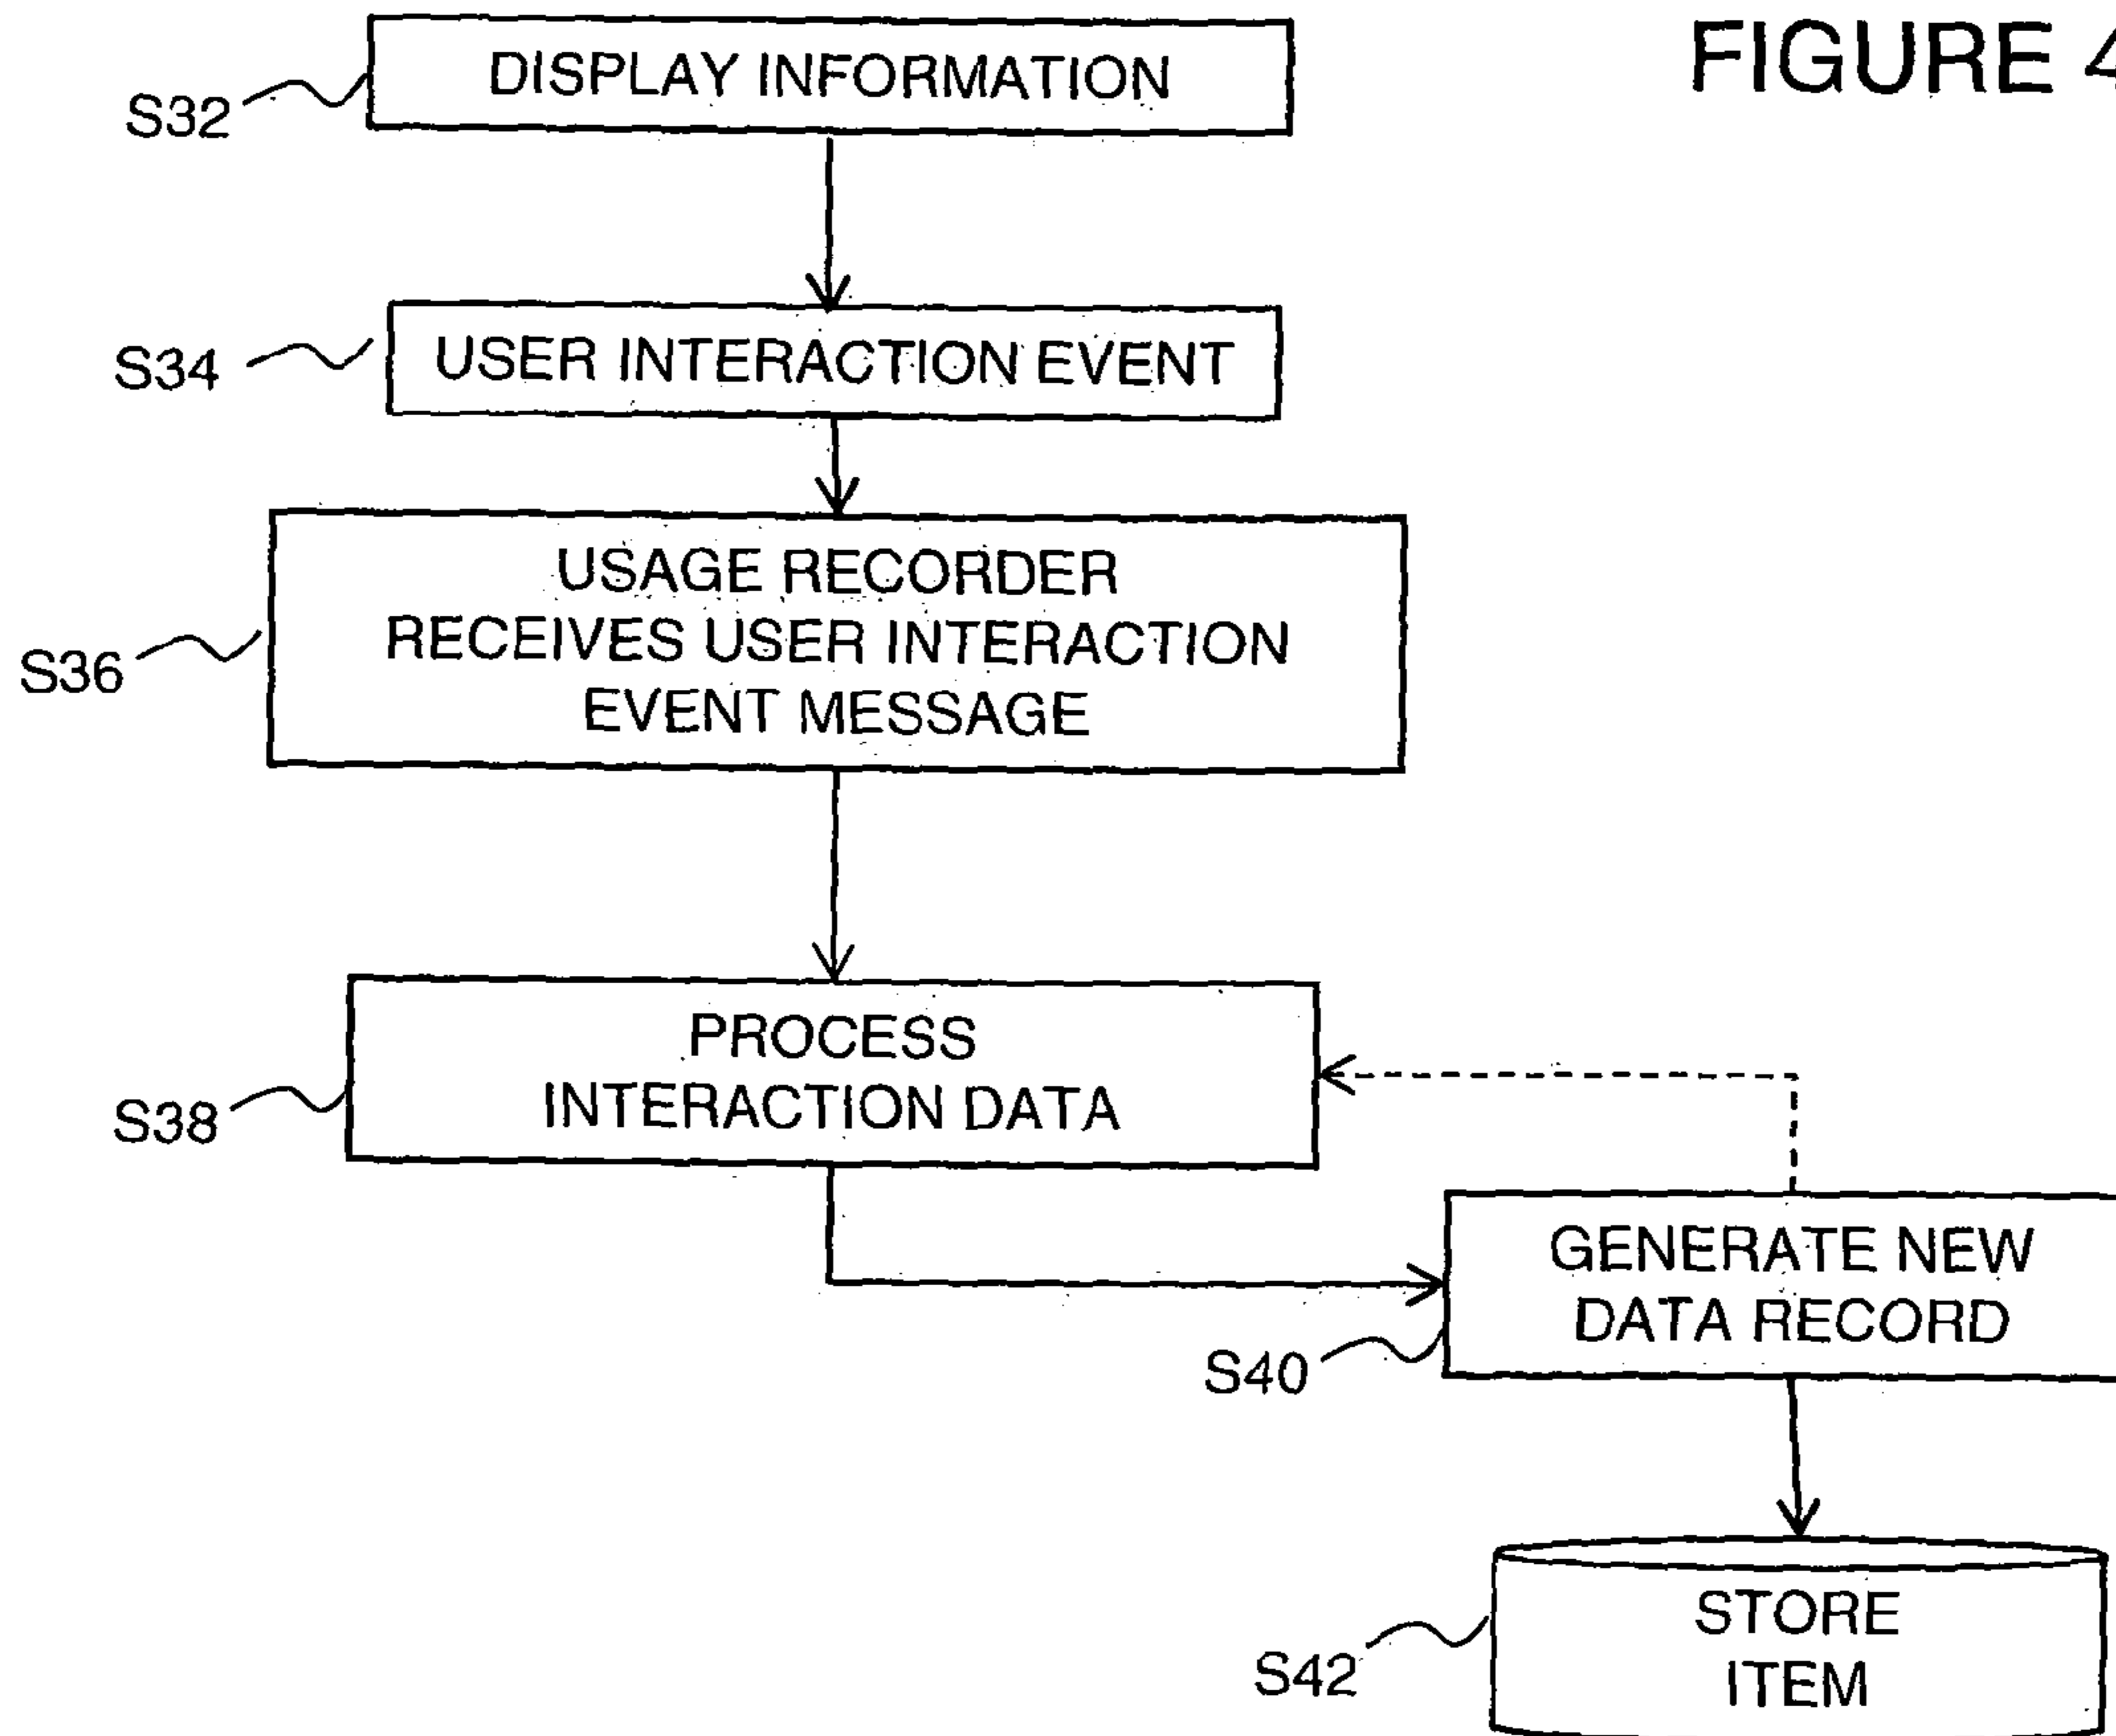 FIGURE 4
DISPLAY INFORMATION
S32
USER INTERACTION EVENT
S34
USAGE RECORDER
RECEIVES USER INTERACTION
EVENT MESSAGE
S36
PROCESS
INTERACTION DATA
S38
GENERATE NEW
DATA RECORD
S40
STORE
ITEM
S42